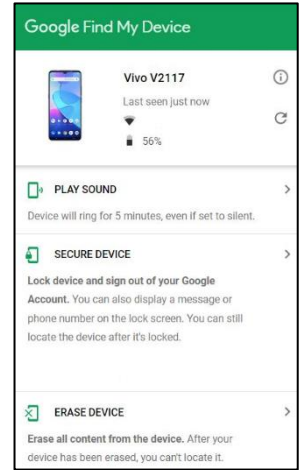 Google Find My Device
Vivo V2117
Last seen just now
56%
PLAY SOUND
Device will ring for 5 minutes, even if set to silent.
SECURE DEVICE
Lock device and sign out of your Google
Account. You can also display a message or
phone number on the lock screen. You can still
locate the device after it's locked.
ERASE DEVICE
Erase all content from the device. After your
device has been erased, you can't locate it.